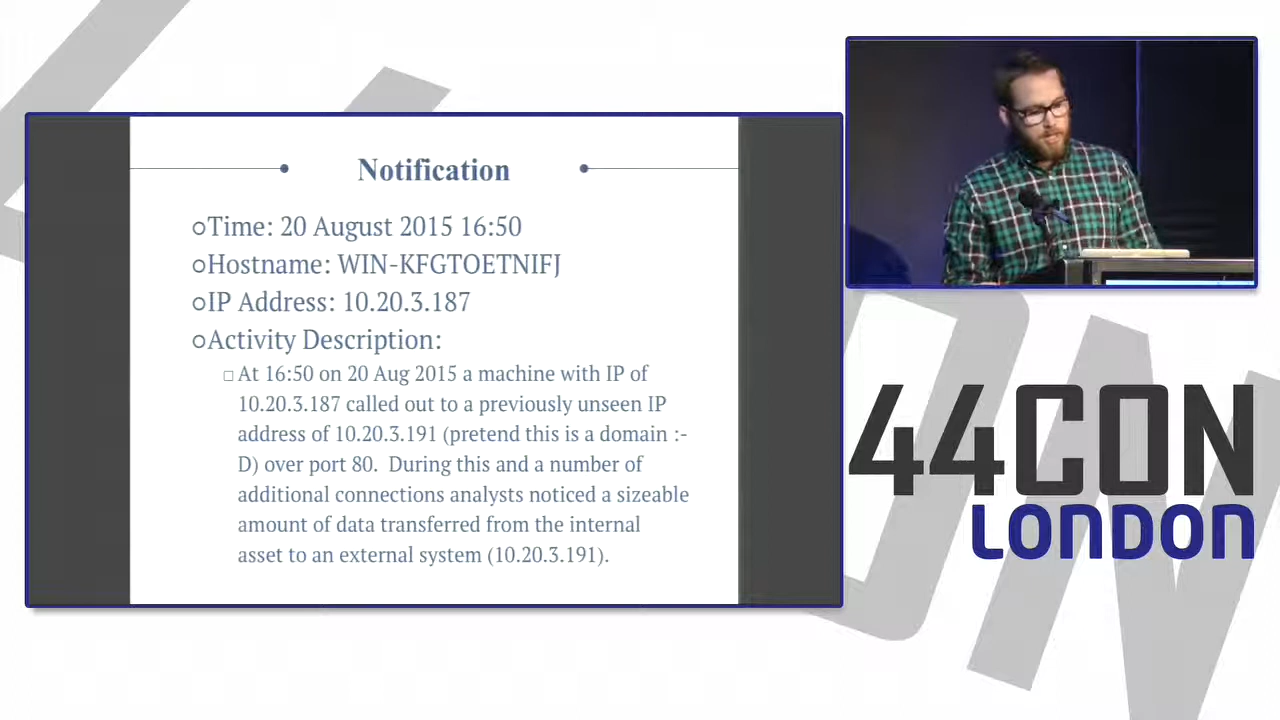 Notification
○Time: 20 August 2015 16:50
○Hostname: WIN-KFGTOETNIFJ
○IP Address: 10.20.3.187
○Activity Description:
□ At 16:50 on 20 Aug 2015 a machine with IP of
10.20.3.187 called out to a previously unseen IP
address of 10.20.3.191 (pretend this is a domain :-
D) over port 80.  During this and a number of
additional connections analysts noticed a sizeable
amount of data transferred from the internal
asset to an external system (10.20.3.191).
44CON
LONDON